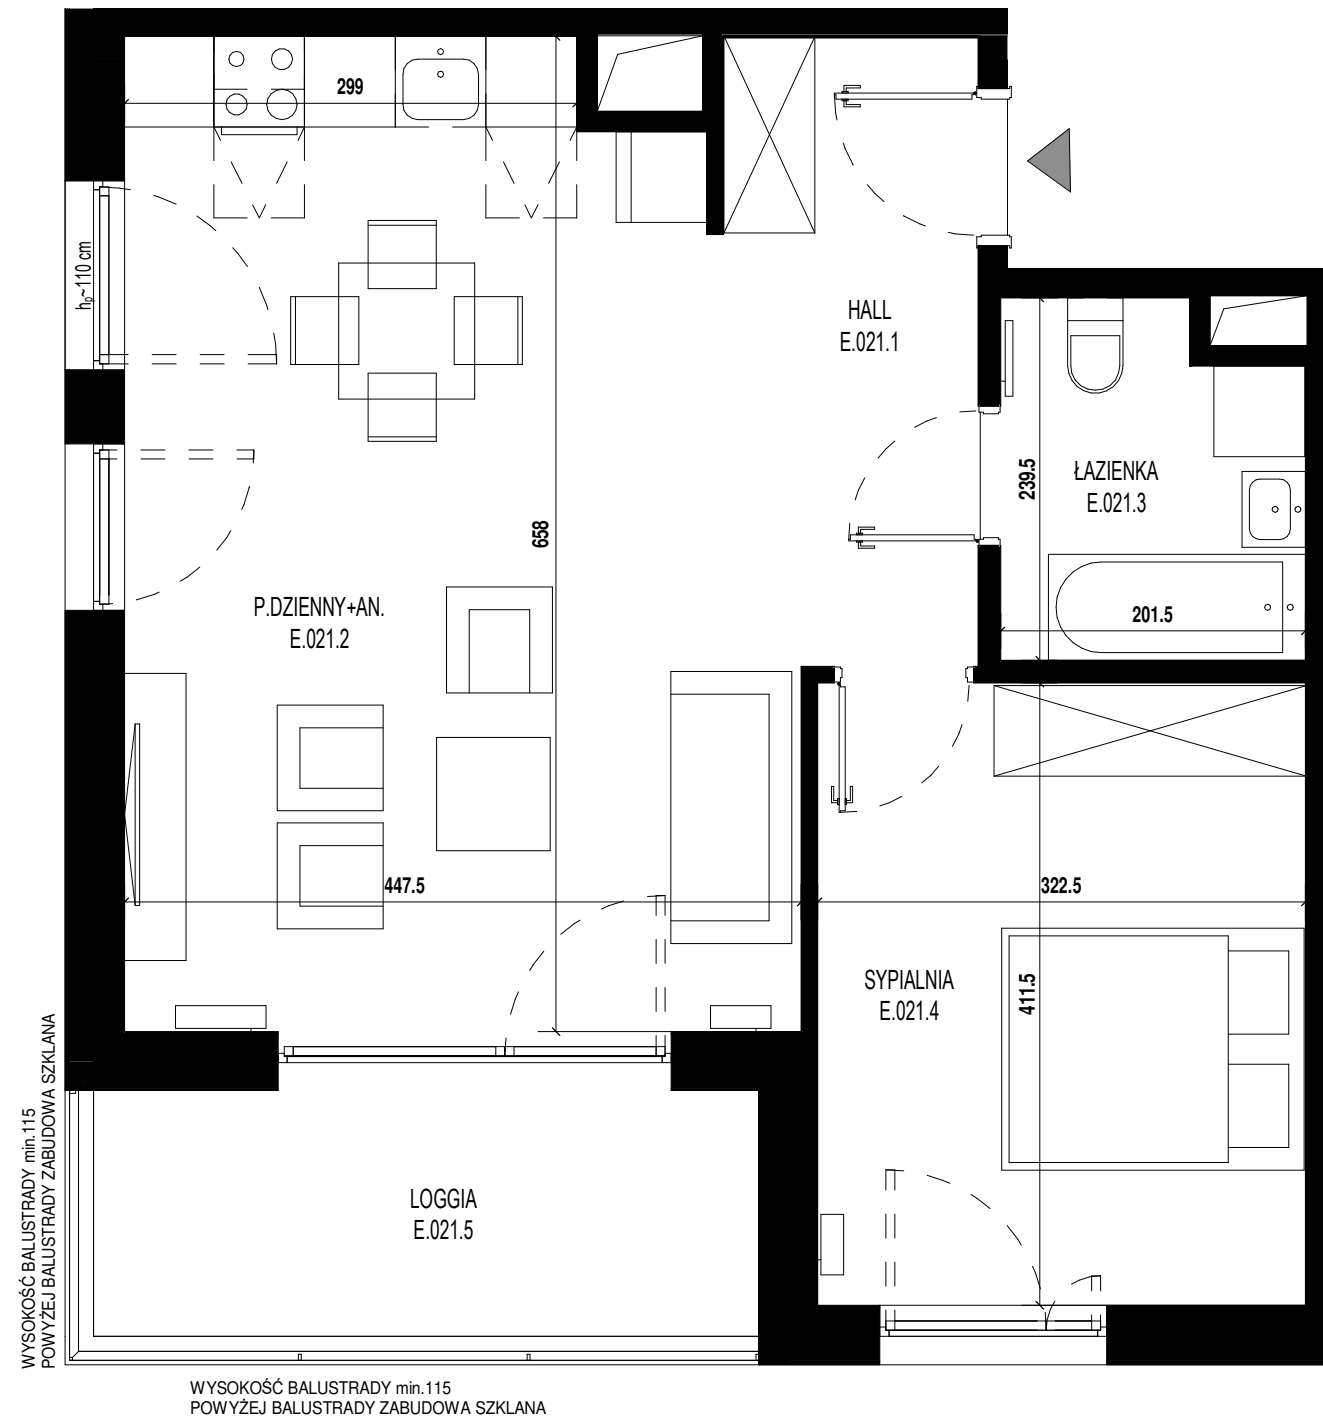 299
hp~110 cm
HALL
E.021.1
239.5
ŁAZIENKA
E.021.3
658
P.DZIENNY+AN.
E.021.2
201.5
447.5
322.5
SYPIALNIA
E.021.4
411.5
LOGGIA
E.021.5
WYSOKOŚĆ BALUSTRADY min.115
POWYŻEJ BALUSTRADY ZABUDOWA SZKLANA
WYSOKOŚĆ BALUSTRADY min.115
POWYŻEJ BALUSTRADY ZABUDOWA SZKLANA